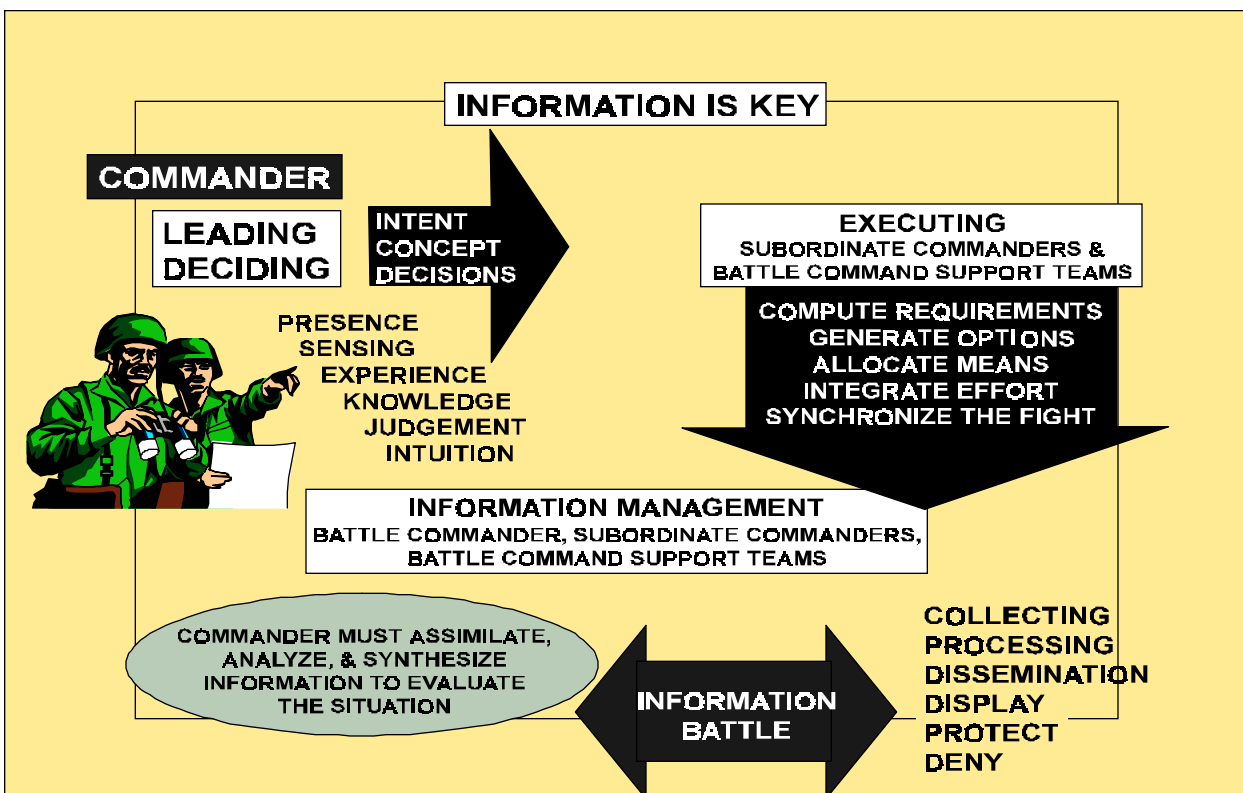 INFORMATION IS KEY
COMMANDER
LEADING
DECIDING
INTENT
CONCEPT
DECISIONS
PRESENCE
SENSING
EXPERIENCE
KNOWLEDGE
JUDGEMENT
INTUITION
EXECUTING
SUBORDINATE COMMANDERS &
BATTLE COMMAND SUPPORT TEAMS
COMPUTE REQUIREMENTS
GENERATE OPTIONS
ALLOCATE MEANS
INTEGRATE EFFORT
SYNCHRONIZE THE FIGHT
INFORMATION MANAGEMENT
BATTLE COMMANDER, SUBORDINATE COMMANDERS,
BATTLE COMMAND SUPPORT TEAMS
COMMANDER MUST ASSIMILATE,
ANALYZE, & SYNTHESIZE
INFORMATION TO EVALUATE
THE SITUATION
INFORMATION
BATTLE
COLLECTING
PROCESSING
DISSEMINATION
DISPLAY
PROTECT
DENY